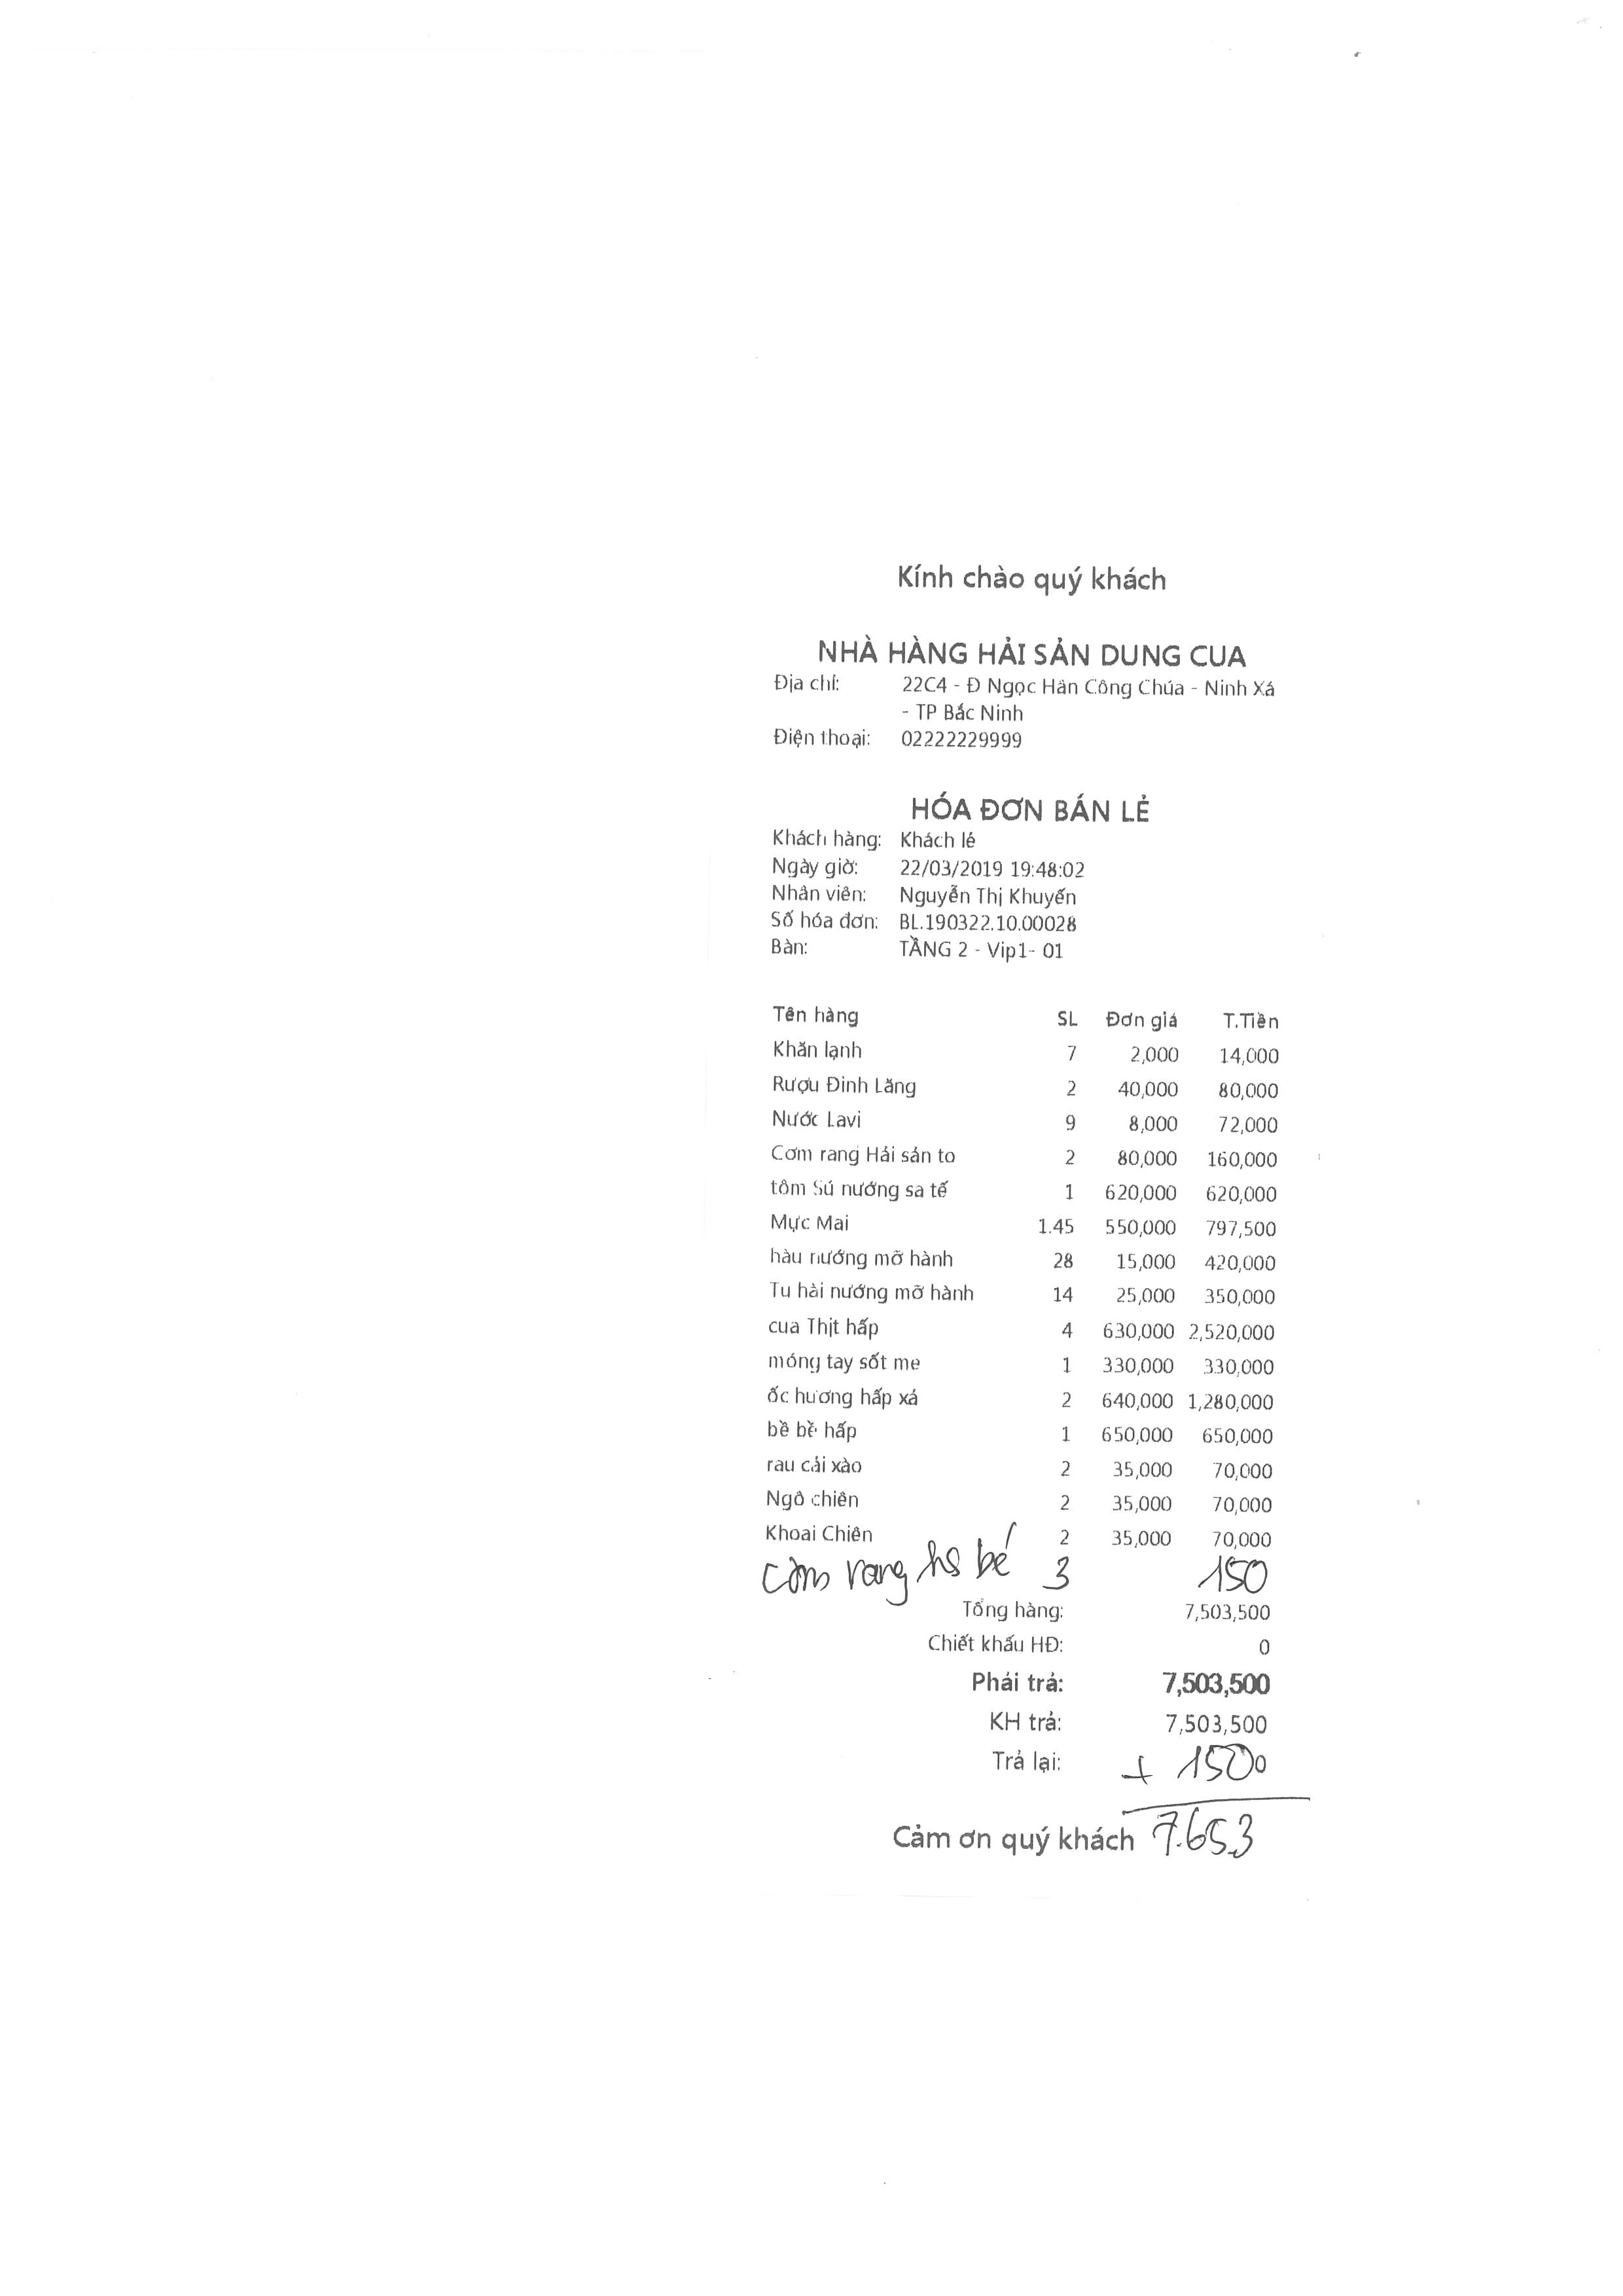 Kính chào quý khách
NHÀ HÀNG HẢI SẢN DUNG CUA
Địa chỉ: 22C4 - Đ Ngọc Hân Công Chúa - Ninh Xá
- TP Bắc Ninh
Điện thoại: 02222229999
HÓA ĐƠN BÁN LẺ
Khách hàng: Khách lẻ
Ngày giờ: 22/03/2019 19:48:02
Nhân viên: Nguyễn Thị Khuyến
Số hóa đơn: BL.190322.10.00028
Bàn: TẦNG 2 - Vip1- 01
Tên hàng SL Đơn giá T.Tiền
Khăn lạnh 7 2,000 14,000
Rượu Đinh Lăng 2 40,000 80,000
Nước Lavi 9 8,000 72,000
Cơm rang Hải sản to 2 80,000 160,000
tôm Sú nướng sa tế 1 620,000 620,000
Mực Mai 1.45 550,000 797,500
hàu nướng mỡ hành 28 15,000 420,000
Tu hài nướng mỡ hành 14 25,000 350,000
cua Thịt hấp 4 630,000 2,520,000
móng tay sốt me 1 330,000 330,000
ốc hương hấp xả 2 640,000 1,280,000
bề bề hấp 1 650,000 650,000
rau cải xào 2 35,000 70,000
Ngô chiên 2 35,000 70,000
Khoai Chiên 2 35,000 70,000
Cơm rang hs bé 3 150
Tổng hàng: 7,503,500
Chiết khấu HĐ: 0
Phải trả: 7,503,500
KH trả: 7,503,500
Trả lại: 0
+ 150
Cảm ơn quý khách 7.653